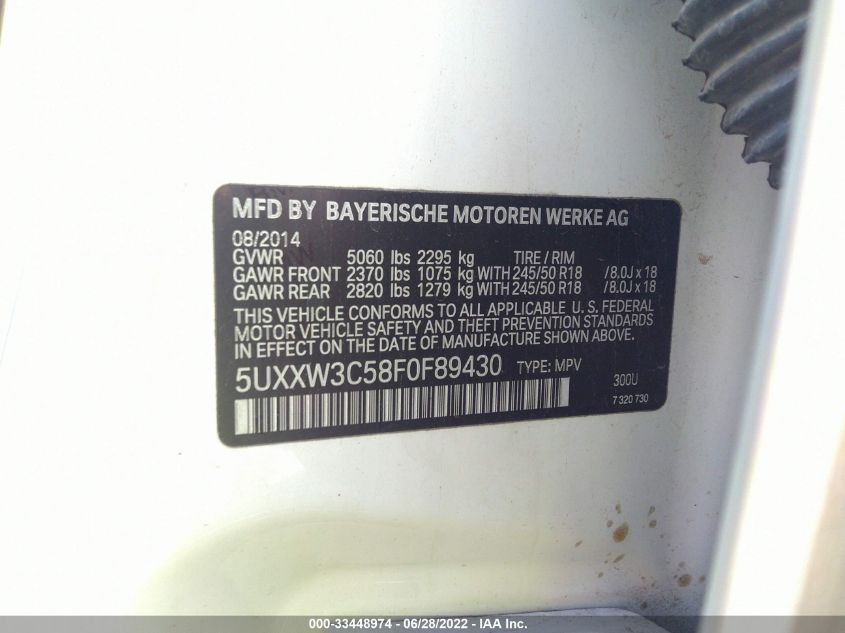 MFD BY BAYERISCHE MOTOREN WERKE AG
08/2014
GVWR 5060 lbs 2295 kg TIRE / RIM
GAWR FRONT 2370 lbs 1075 kg WITH 245/50 R18 /8.0J x 18
GAWR REAR 2820 lbs 1279 kg WITH 245/50 R18 /8.0J x 18
THIS VEHICLE CONFORMS TO ALL APPLICABLE U. S. FEDERAL
MOTOR VEHICLE SAFETY AND THEFT PREVENTION STANDARDS
IN EFFECT ON THE DATE OF MANUFACTURE SHOWN ABOVE.
5UXXW3C58F0F89430 TYPE: MPV 300U
7 320 730
000-33448974 - 06/28/2022 - IAA Inc.